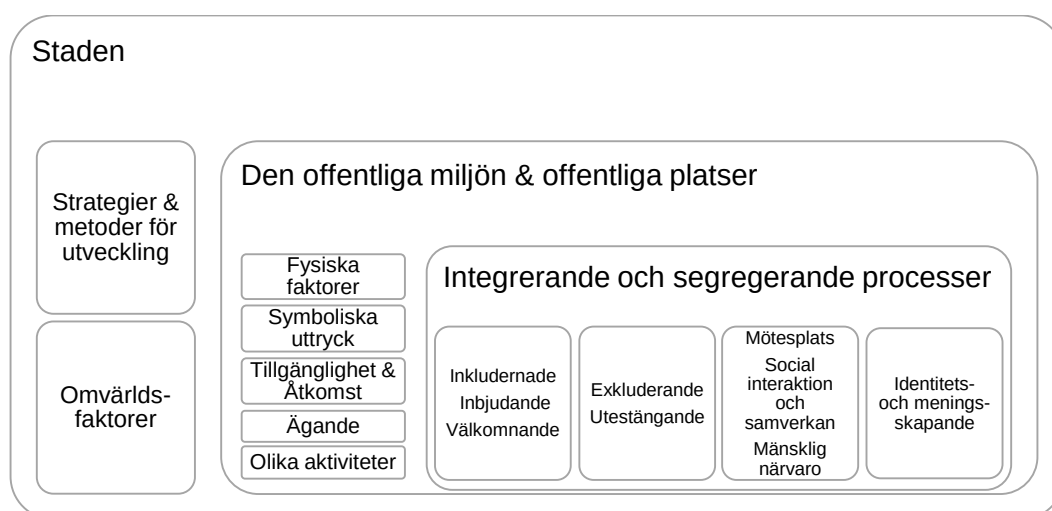 Staden
Strategier &
metoder för
utveckling
Omvärlds-
faktorer
Den offentliga miljön & offentliga platser
Fysiska
faktorer
Symboliska
uttryck
Tillgänglighet &
Åtkomst
Ägande
Olika aktiviteter
Integrerande och segregerande processer
Inkludernade
Inbjudande
Välkomnande
Exkluderande
Utestängande
Mötesplats
Social
interaktion
och
samverkan
Mänsklig
närvaro
Identitets-
och menings-
skapande